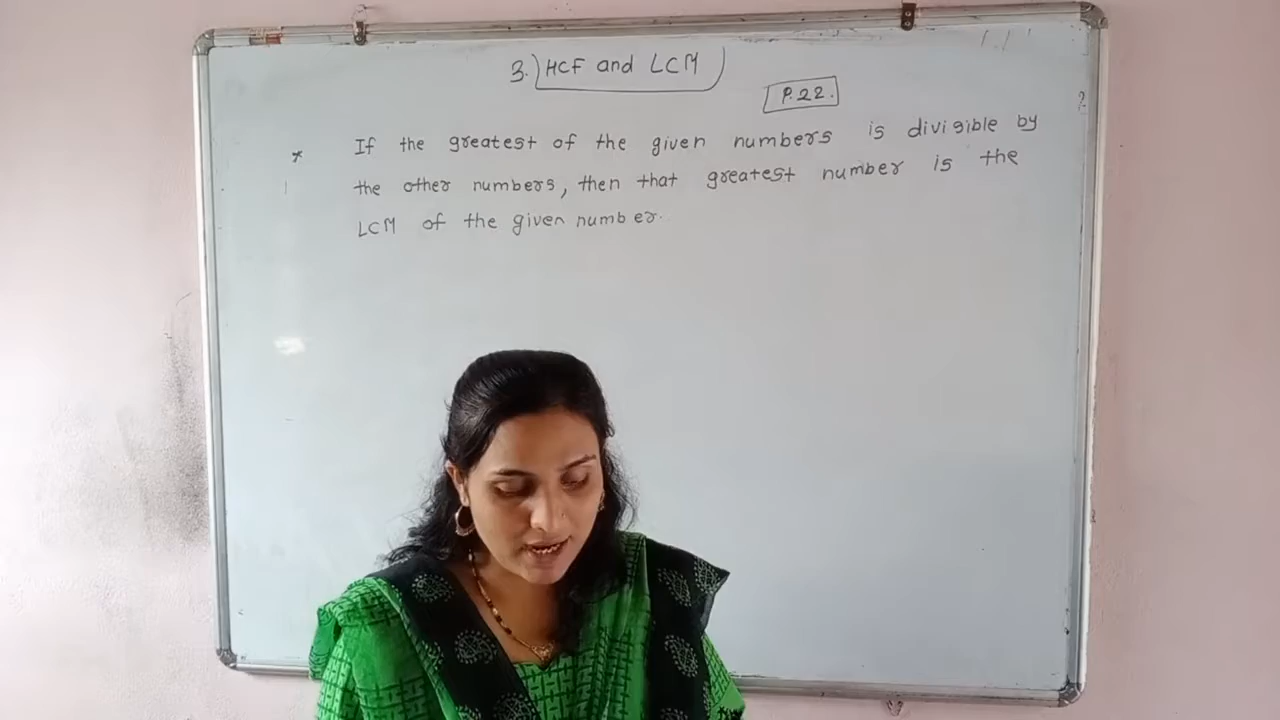 3. HCF and LCM
P.22.
* If the greatest of the given numbers is divisible by
the other numbers, then that greatest number is the
LCM of the given number.